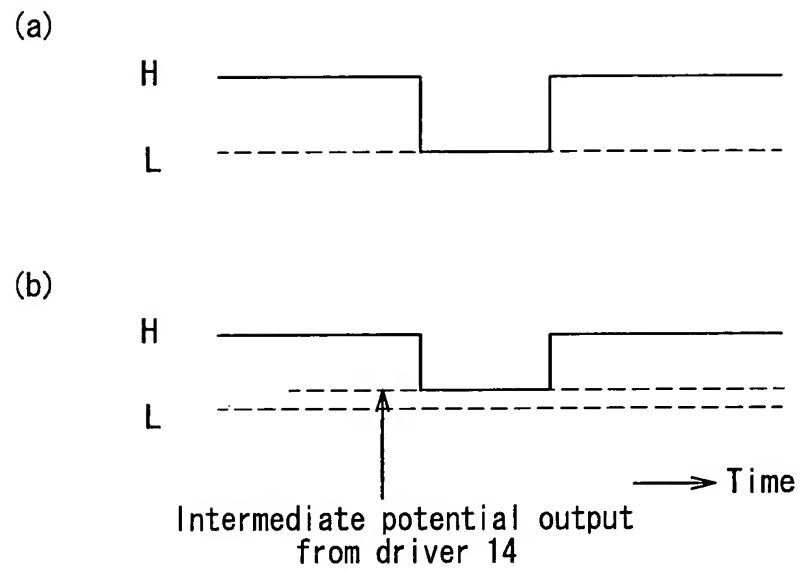 (a)
H
L
(b)
H
L
Time
Intermediate potential output
from driver 14